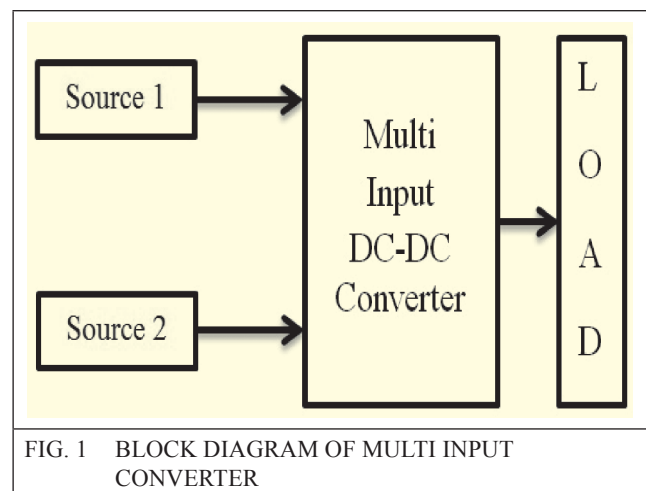 Source 1
Source 2
Multi
Input
DC-DC
Converter
L
O
A
D
FIG. 1 BLOCK DIAGRAM OF MULTI INPUT
CONVERTER